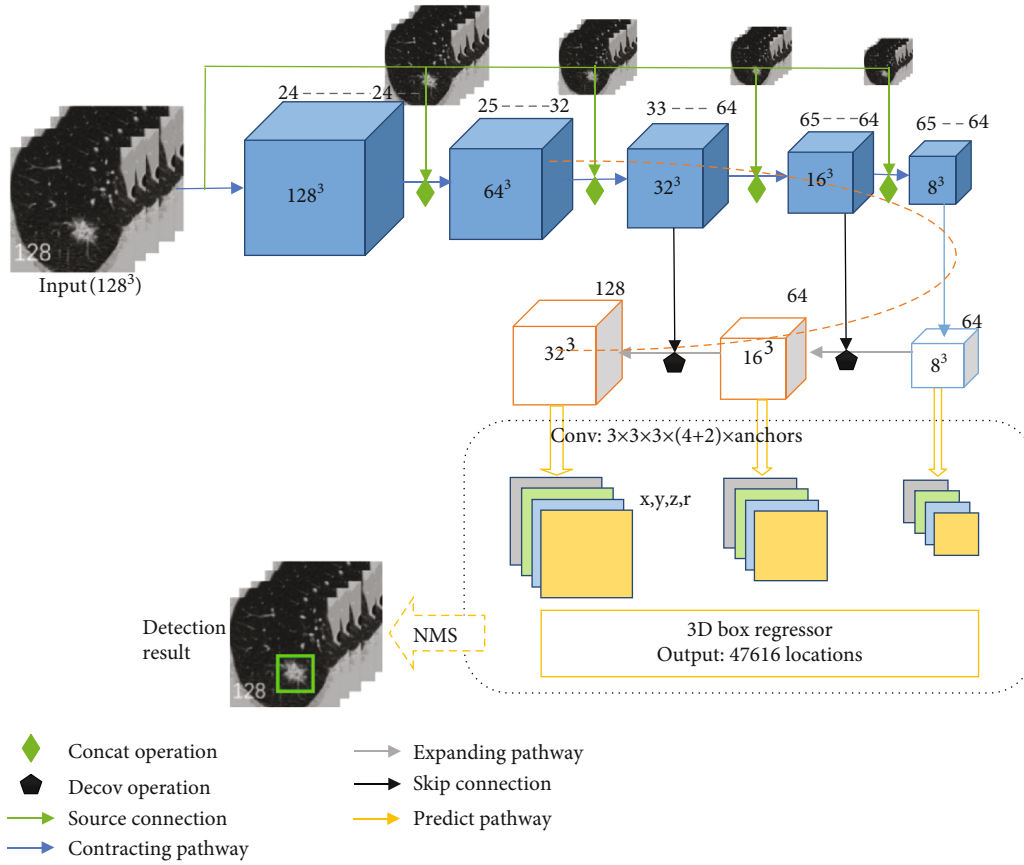 24 - - - - - - 24 - -
25 - - - - 32
33 - - - 64
65 - - - 64
65 - - 64
128³
64³
32³
16³
8³
128
Input (128³)
128
64
64
32³
16³
8³
Conv: 3×3×3×(4+2)×anchors
x,y,z,r
Detection
result
128
NMS
3D box regressor
Output: 47616 locations
Concat operation
Decov operation
Source connection
Contracting pathway
Expanding pathway
Skip connection
Predict pathway